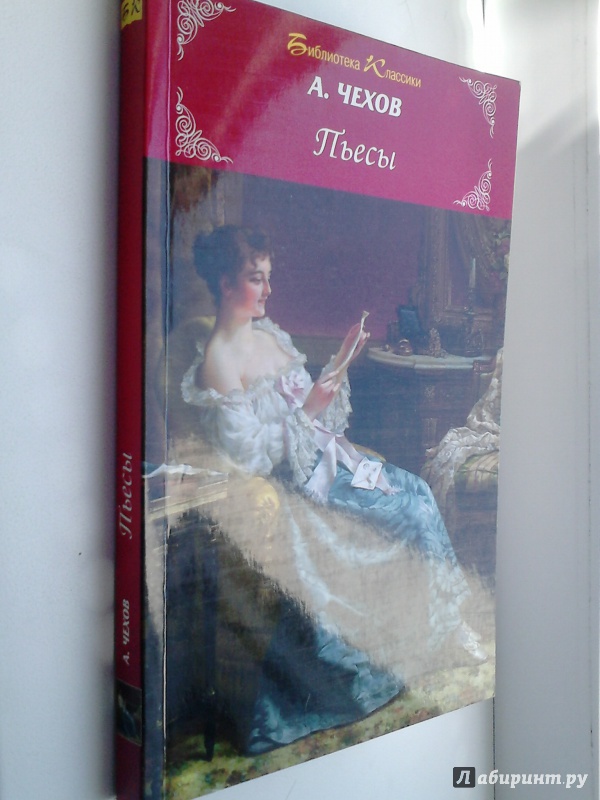 Библиотека Классики
А. ЧЕХОВ
Пьесы
А. ЧЕХОВ Пьесы
Лабиринт.ру